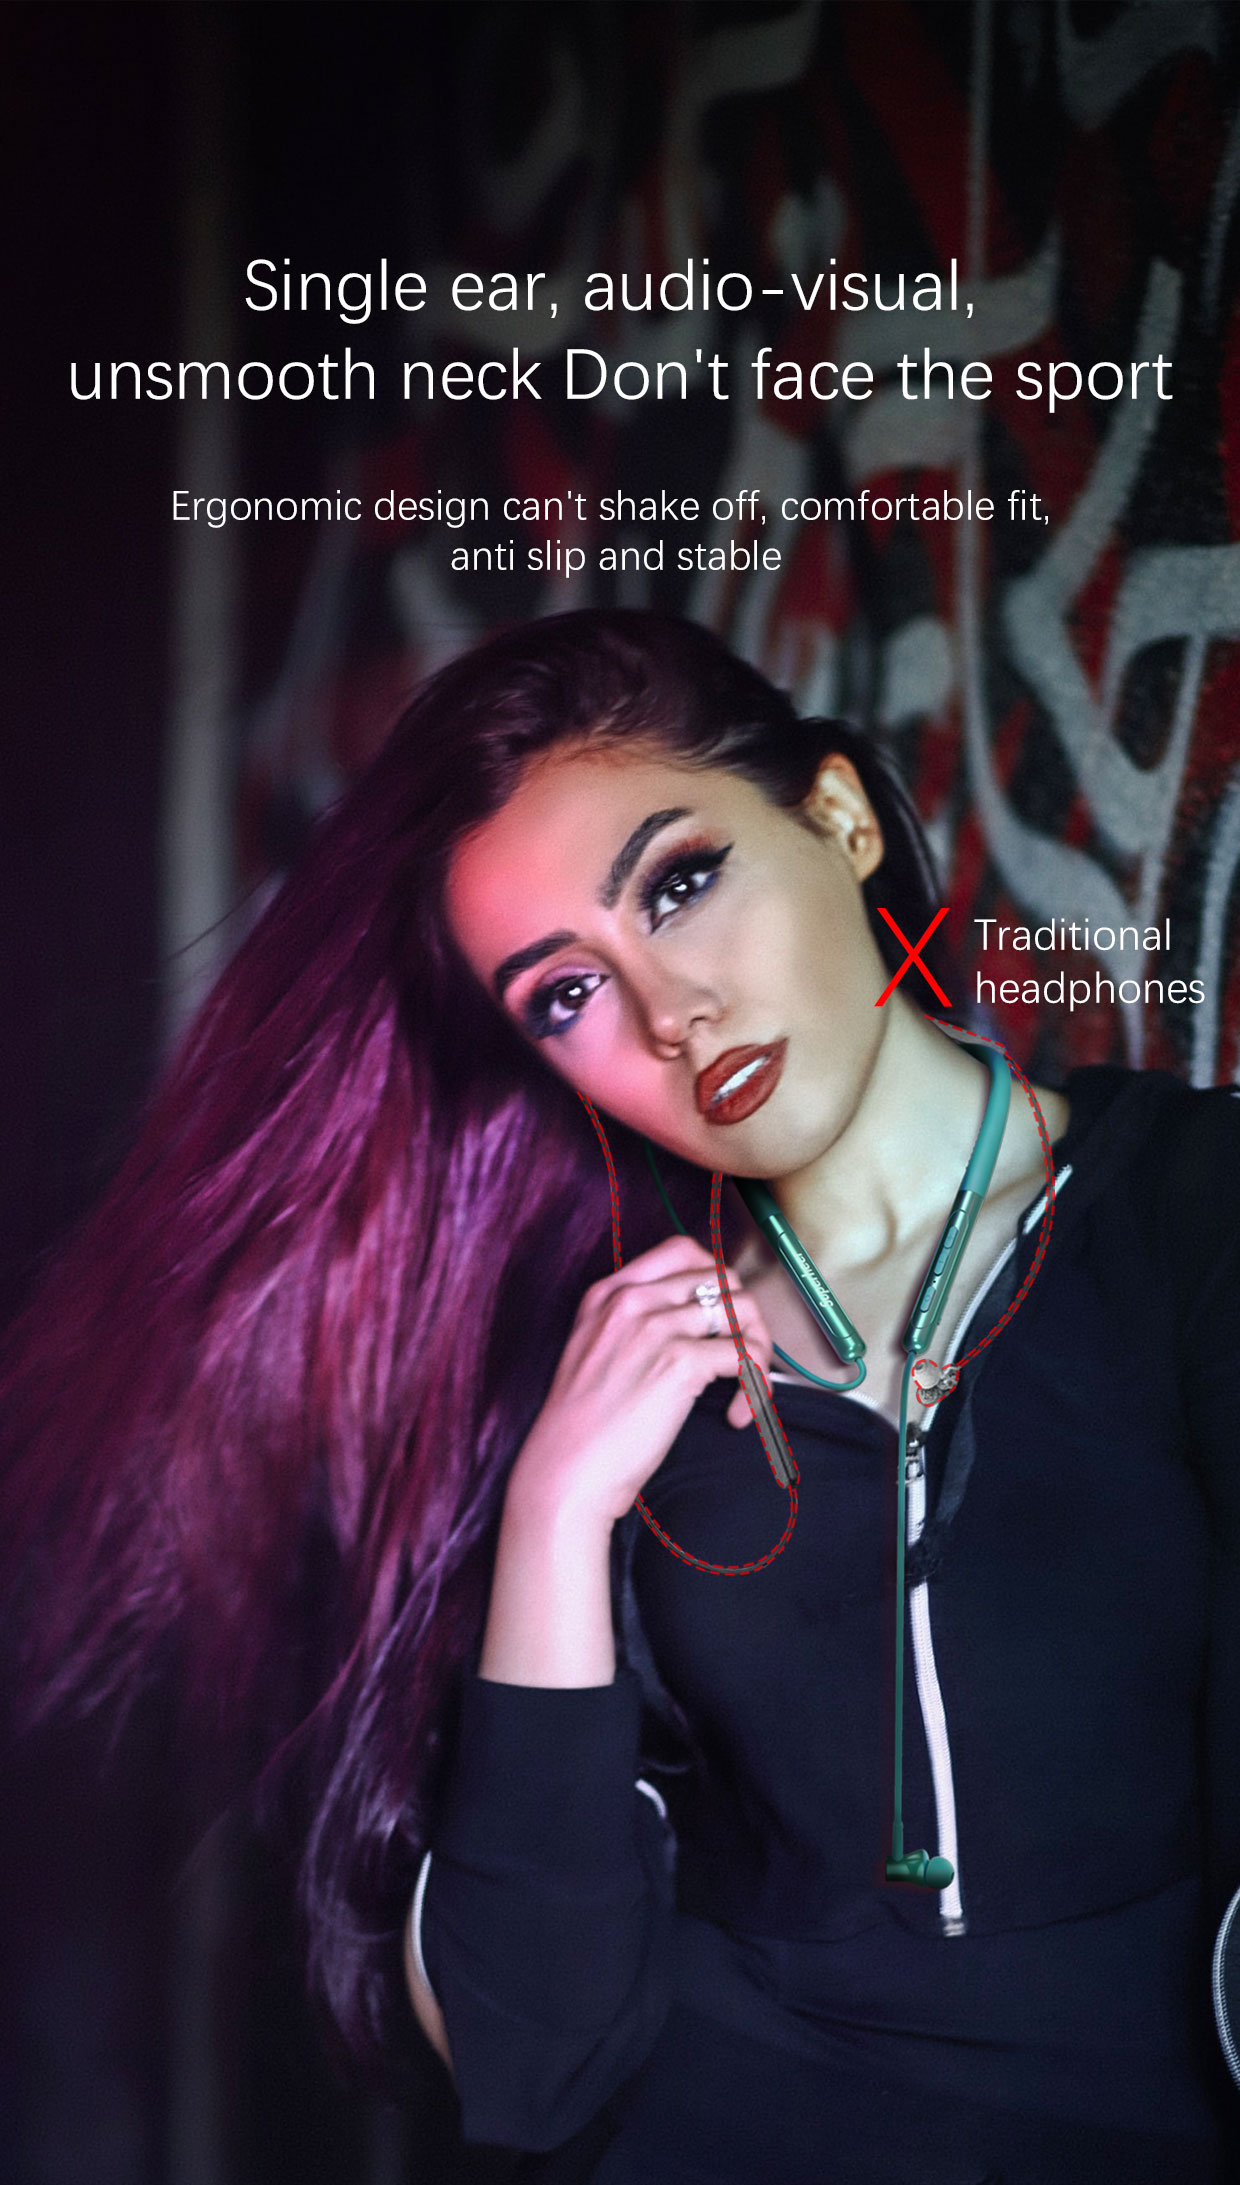 Single ear, audio-visual,
unsmooth neck Don't face the sport
Ergonomic design can't shake off, comfortable fit,
anti slip and stable
X
Traditional
headphones